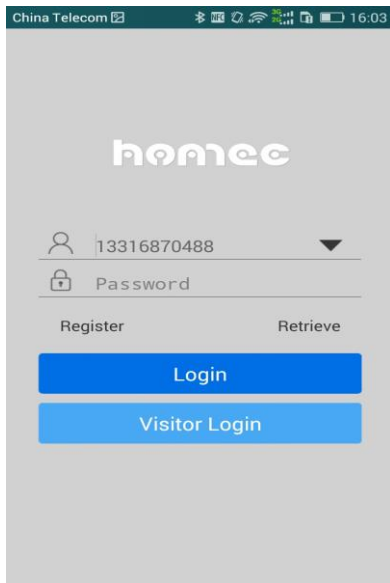 China Telecom 16:03
homec
13316870488
Password
Register Retrieve
Login
Visitor Login